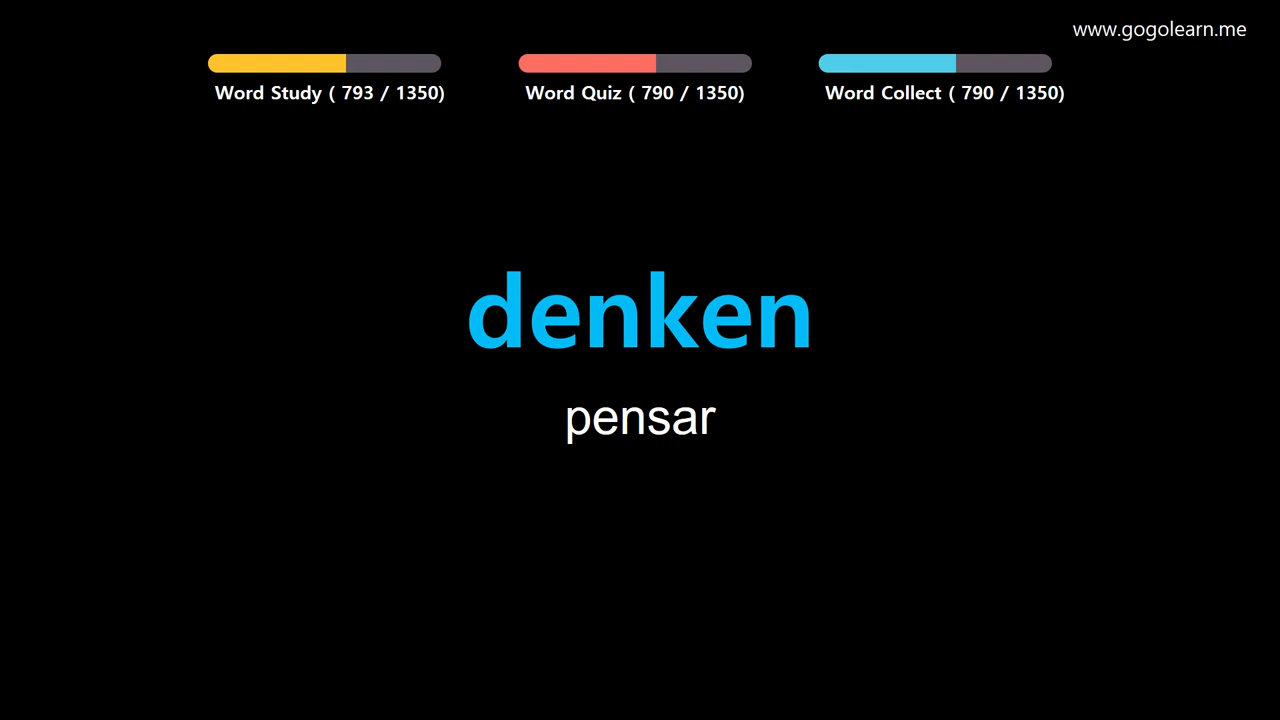 www.gogolearn.me
Word Study ( 793 / 1350)
Word Quiz ( 790 / 1350)
Word Collect ( 790 / 1350)
denken
pensar